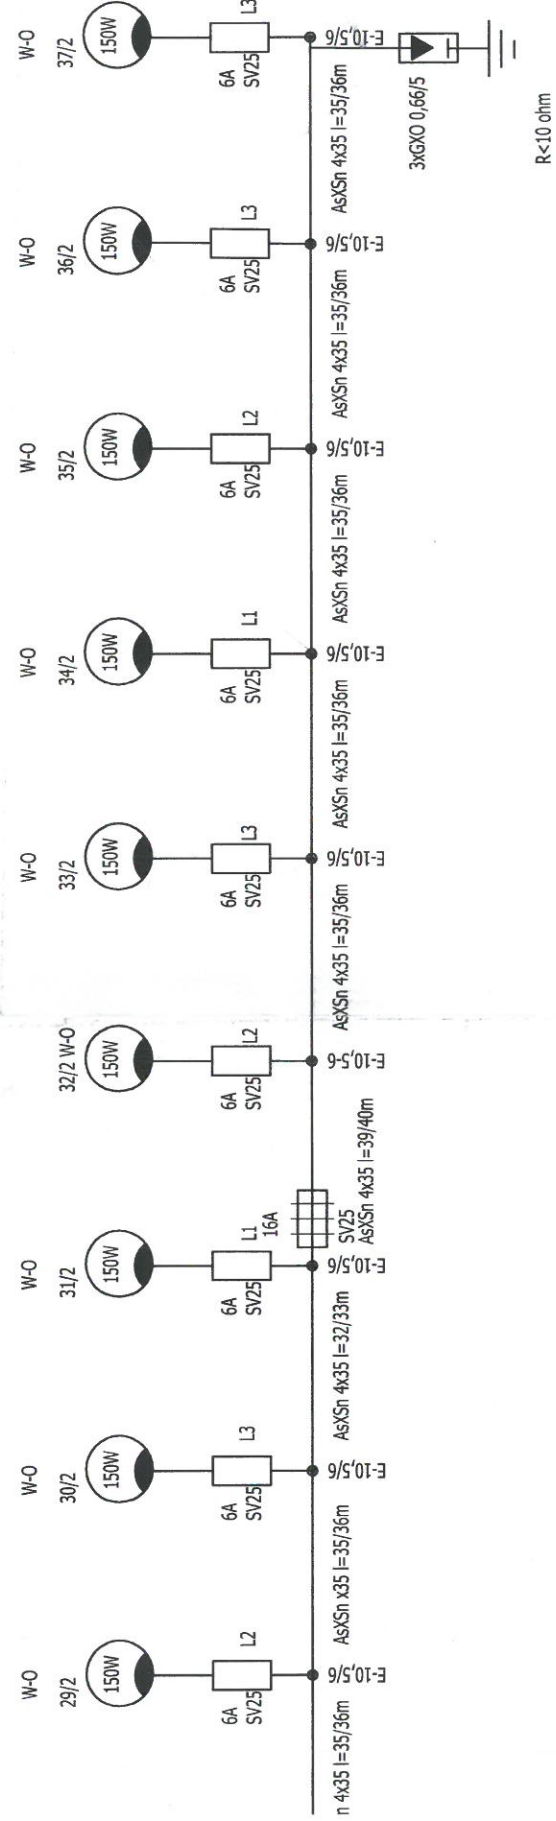 W-O
W-O
W-O
W-O
W-O
W-O
W-O
W-O
29/2
30/2
31/2
32/2 W-O
33/2
34/2
35/2
36/2
37/2
150W
150W
150W
150W
150W
150W
150W
150W
150W
6A
SV25
L2
6A
SV25
L3
6A
SV25
L1
16A
SV25
6A
SV25
L2
6A
SV25
L3
6A
SV25
L1
6A
SV25
L2
6A
SV25
L3
6A
SV25
L3
n 4x35 l=35/36m
E-10,5/6
AsXSn x35 l=35/36m
E-10,5/6
AsXSn 4x35 l=32/33m
E-10,5/6
AsXSn 4x35 l=39/40m
E-10,5-6
AsXSn 4x35 l=35/36m
E-10,5/6
AsXSn 4x35 l=35/36m
E-10,5/6
AsXSn 4x35 l=35/36m
E-10,5/6
AsXSn 4x35 l=35/36m
E-10,5/6
AsXSn 4x35 l=35/36m
E-10,5/6
3xGXO 0,66/5
R<10 ohm